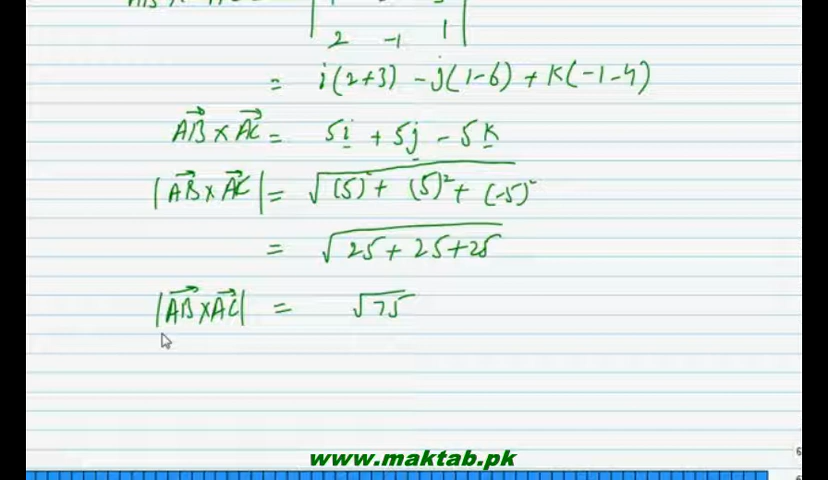 2 -1 1
= i(2+3) - j(1-6) + k(-1-4)
AB × AC = 5i + 5j - 5k
|AB × AC| = √(5)² + (5)² + (-5)²
= √25 + 25 + 25
|AB × AC| = √75
www.maktab.pk